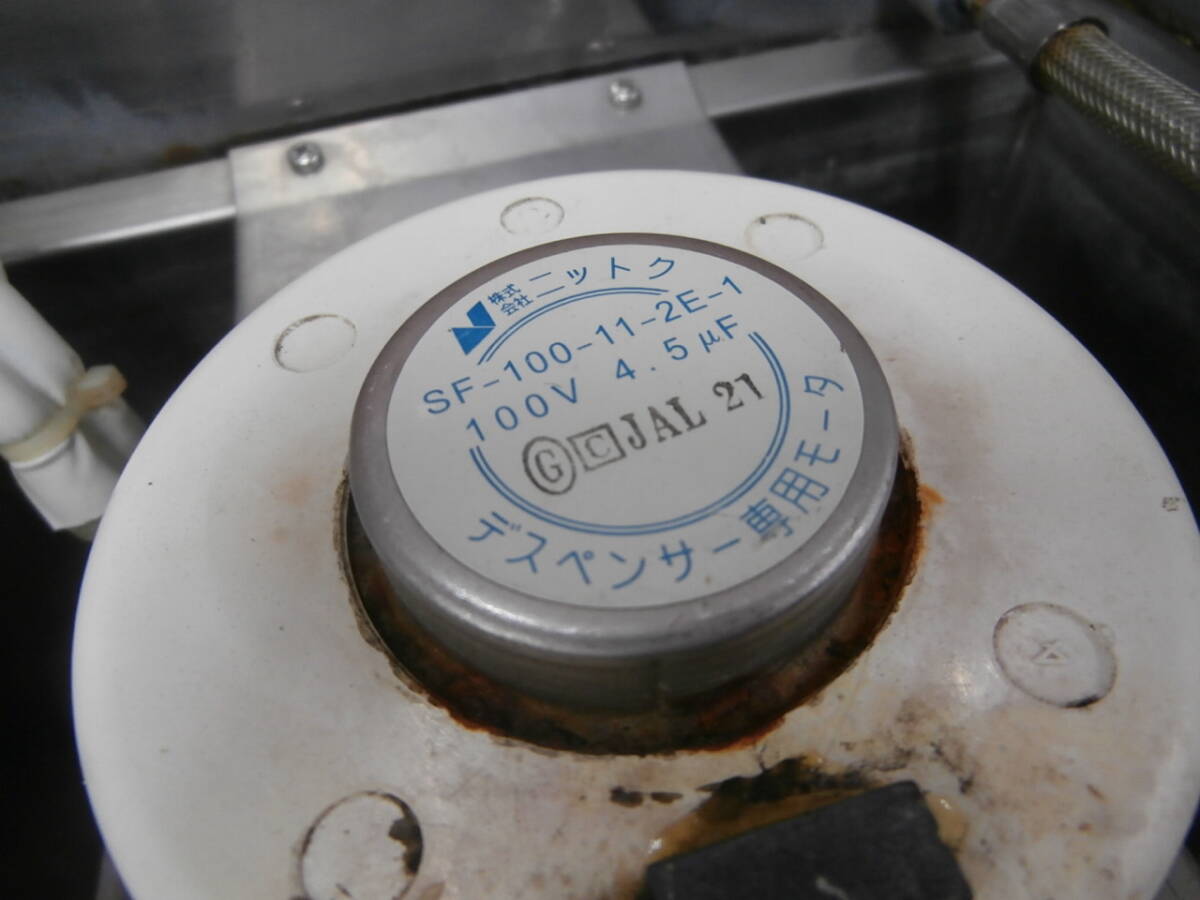 株式会社ニットク
SF-100-11-2E-1
100V 4.5μF
G C JAL 21
デスペンサー専用モータ